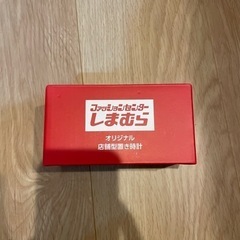 ファッションセンター
しまむら
オリジナル
店舗型置き時計